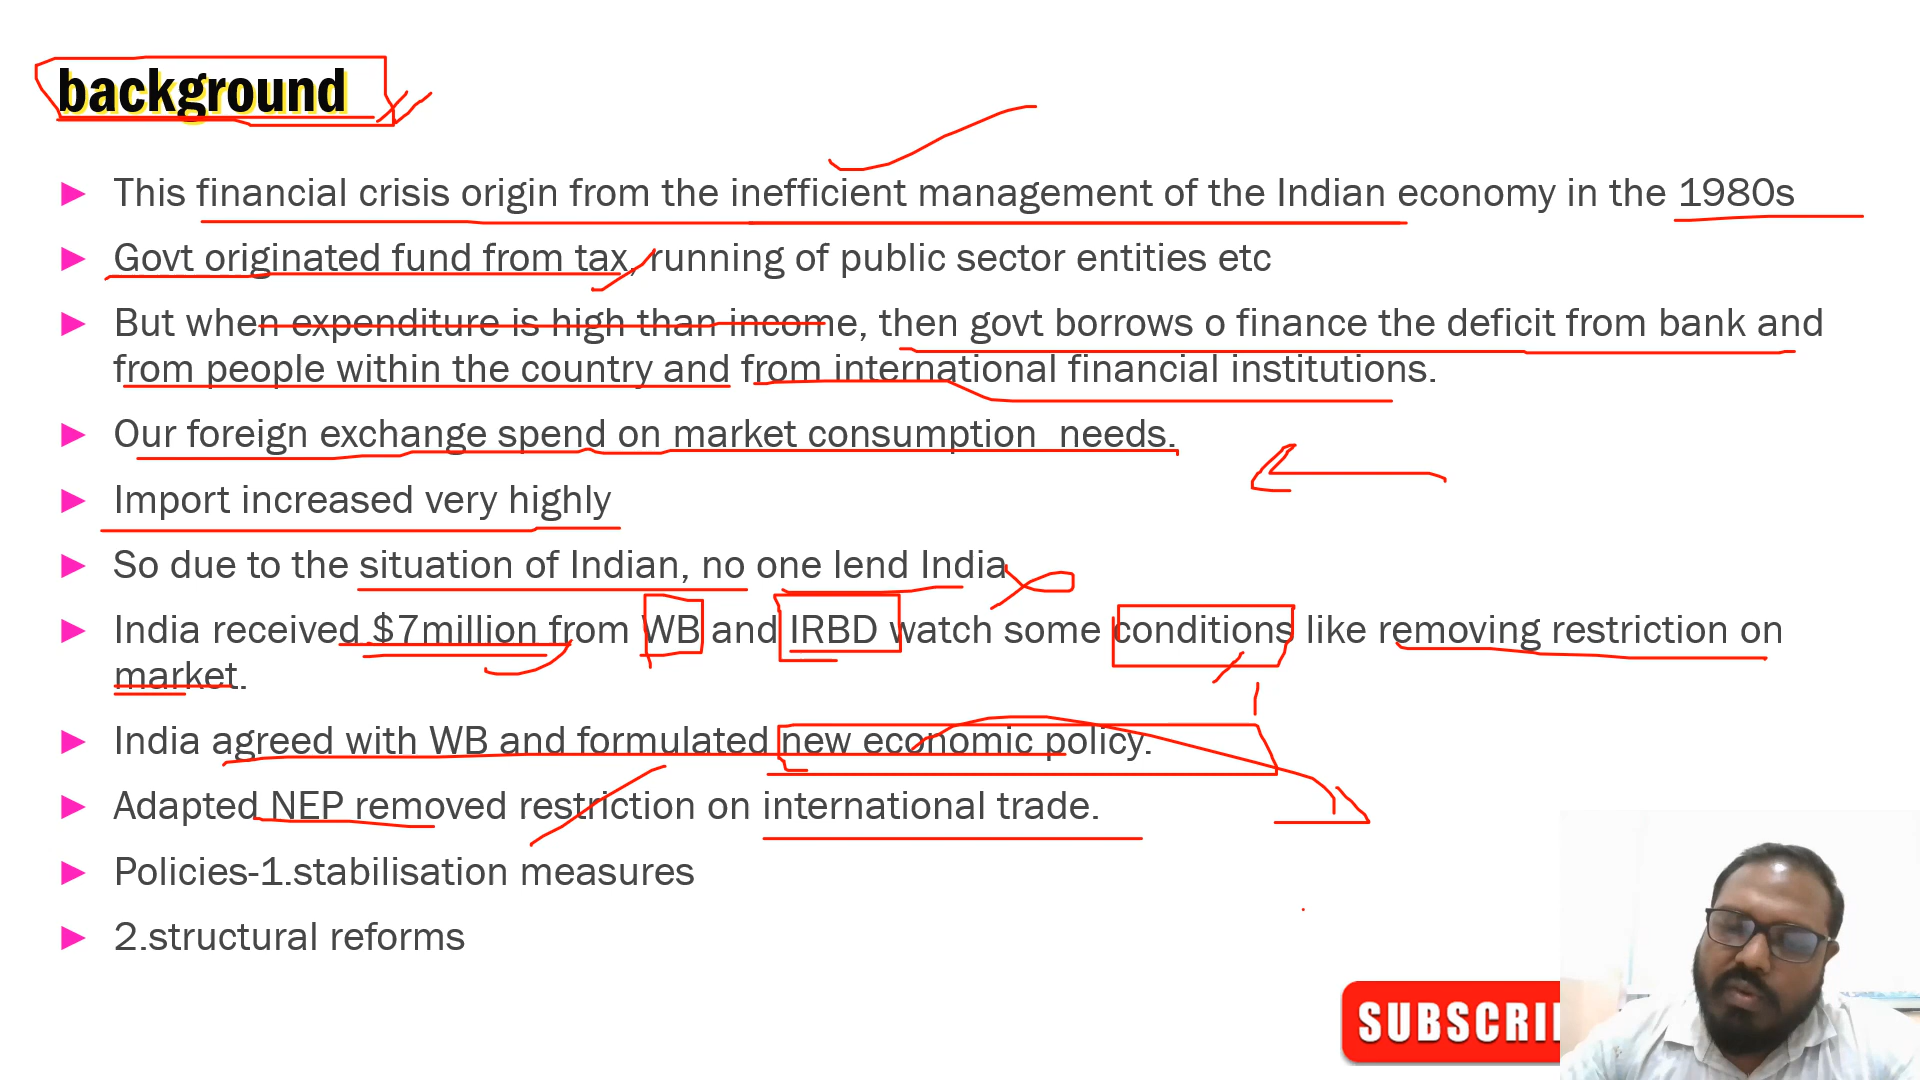 background
This financial crisis origin from the inefficient management of the Indian economy in the 1980s
Govt originated fund from tax, running of public sector entities etc
But when expenditure is high than income, then govt borrows o finance the deficit from bank and
from people within the country and from international financial institutions.
Our foreign exchange spend on market consumption  needs.
Import increased very highly
So due to the situation of Indian, no one lend India
India received $7million from WB and IRBD watch some conditions like removing restriction on
market.
India agreed with WB and formulated new economic policy.
Adapted NEP removed restriction on international trade.
Policies-1.stabilisation measures
2.structural reforms
SUBSCRI